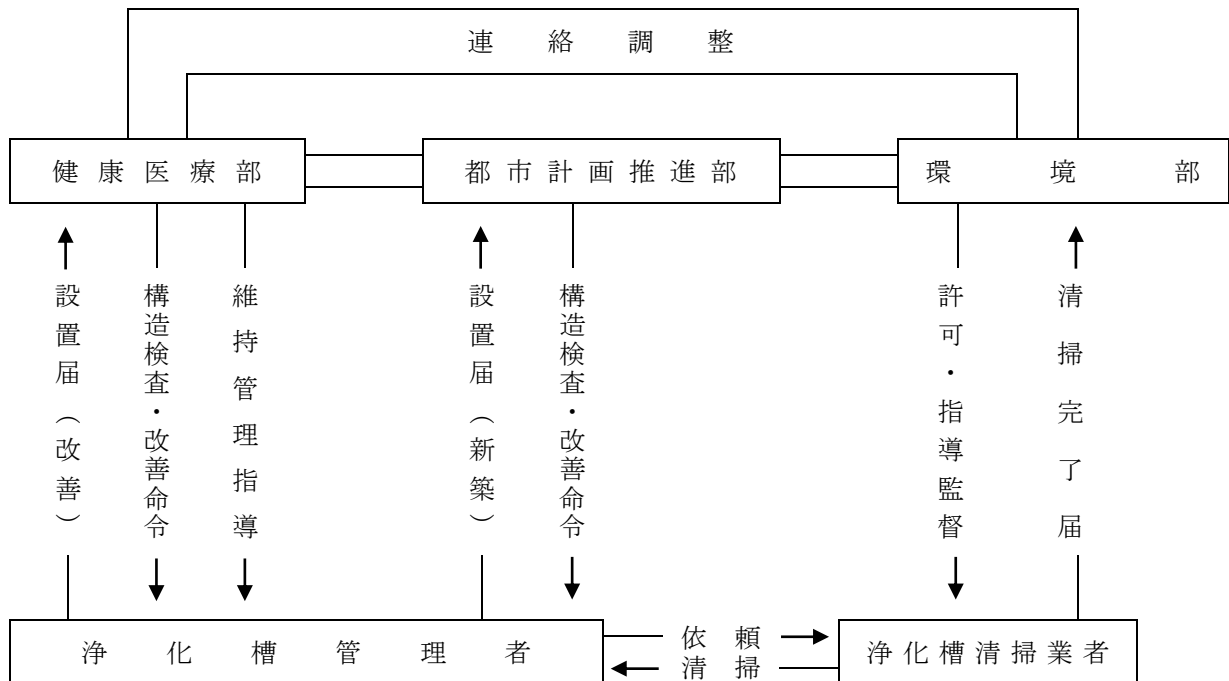 連絡調整
健康医療部
都市計画推進部
環境部
設置届(改善)
構造検査・改善命令
維持管理指導
設置届(新築)
構造検査・改善命令
許可・指導監督
清掃完了届
浄化槽管理者
依頼
清掃
浄化槽清掃業者